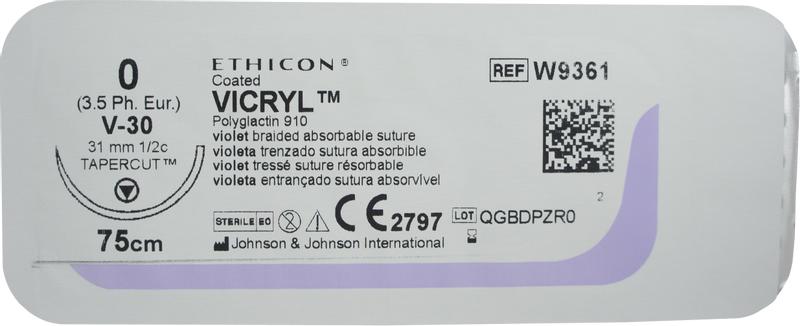 0
(3.5 Ph. Eur.)
V-30
31 mm 1/2c
TAPERCUT™
75cm
ETHICON®
Coated
VICRYL™
Polyglactin 910
violet braided absorbable suture
violeta trenzado sutura absorbible
violet tressé suture résorbable
violeta entrançado sutura absorvível
STERILE EO 2 CE 2797
Johnson & Johnson International
REF W9361
2
LOT QGBDPZR0